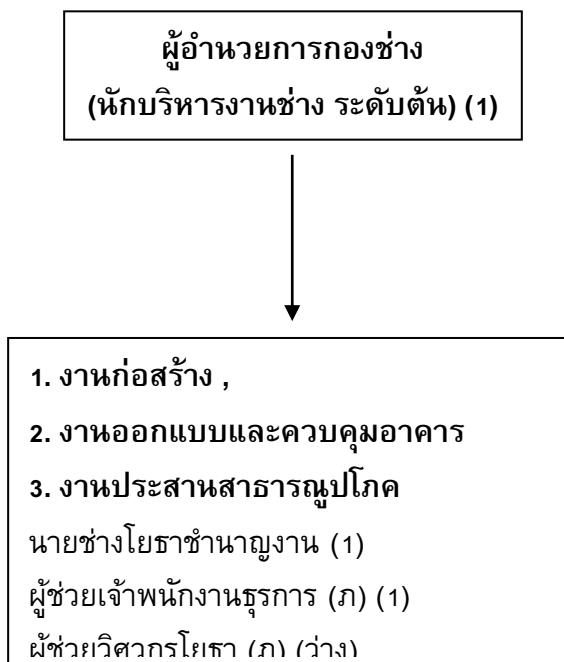 ผู้อำนวยการกองช่าง
(นักบริหารงานช่าง ระดับต้น) (1)
1. งานก่อสร้าง ,
2. งานออกแบบและควบคุมอาคาร
3. งานประสานสาธารณูปโภค
นายช่างโยธาชำนาญงาน (1)
ผู้ช่วยเจ้าพนักงานธุรการ (ภ) (1)
ผู้ช่วยวิศวกรโยธา (ภ) (ว่าง)